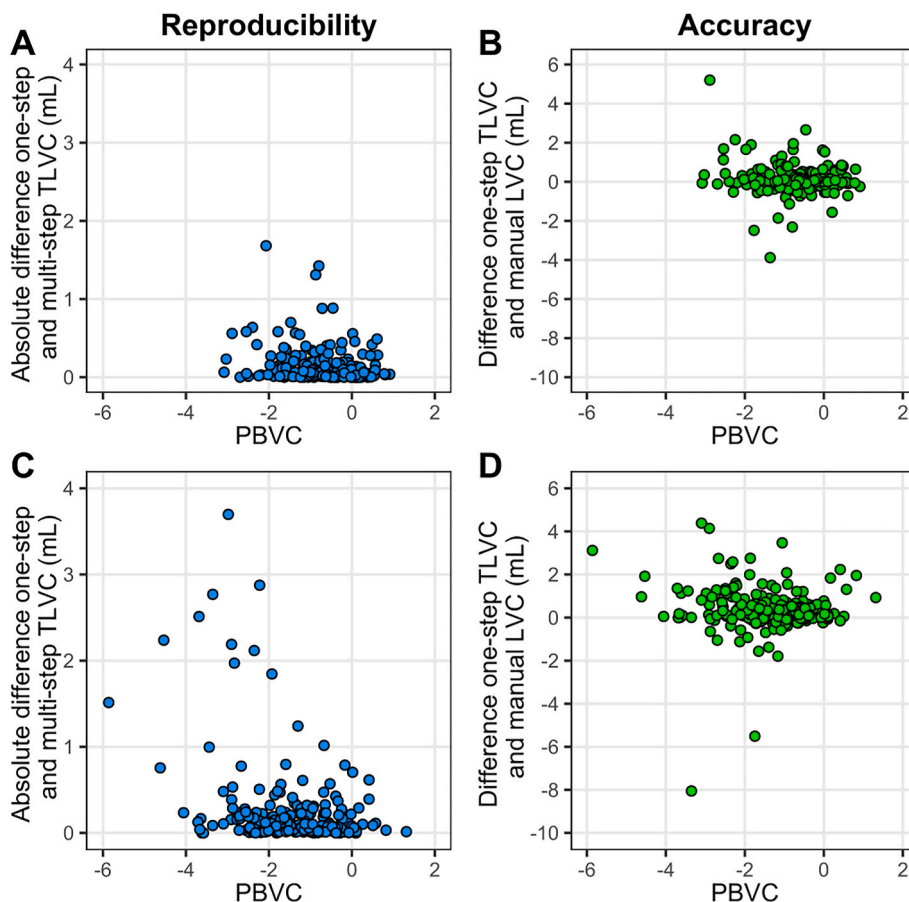 Reproducibility
Accuracy
A
Absolute difference one-step
and multi-step TLVC (mL)
4
3
2
1
0
-6 -4 -2 0 2
PBVC
B
Difference one-step TLVC
and manual LVC (mL)
6
4
2
0
-2
-4
-6
-8
-10
-6 -4 -2 0 2
PBVC
C
Absolute difference one-step
and multi-step TLVC (mL)
4
3
2
1
0
-6 -4 -2 0 2
PBVC
D
Difference one-step TLVC
and manual LVC (mL)
6
4
2
0
-2
-4
-6
-8
-10
-6 -4 -2 0 2
PBVC